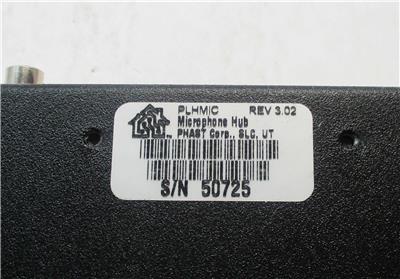 PLHMIC REV 3.02
Microphone Hub
PHAST Corp., SLC, UT
S/N 50725